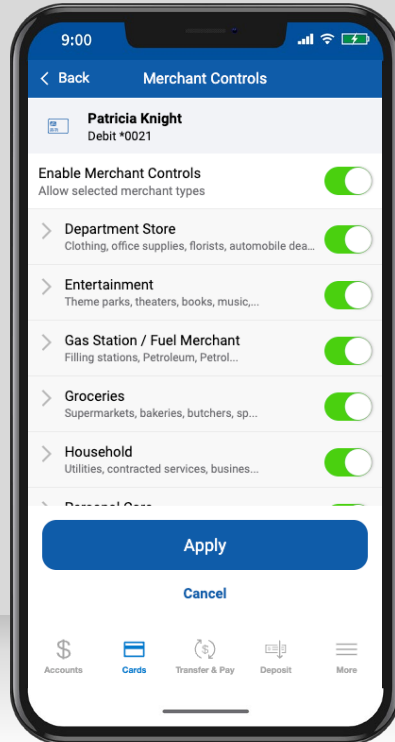 9:00
Back Merchant Controls
Patricia Knight
Debit *0021
Enable Merchant Controls
Allow selected merchant types
Department Store
Clothing, office supplies, florists, automobile dea...
Entertainment
Theme parks, theaters, books, music,...
Gas Station / Fuel Merchant
Filling stations, Petroleum, Petrol...
Groceries
Supermarkets, bakeries, butchers, sp...
Household
Utilities, contracted services, busines...
Personal Care
Apply
Cancel
Accounts Cards Transfer & Pay Deposit More